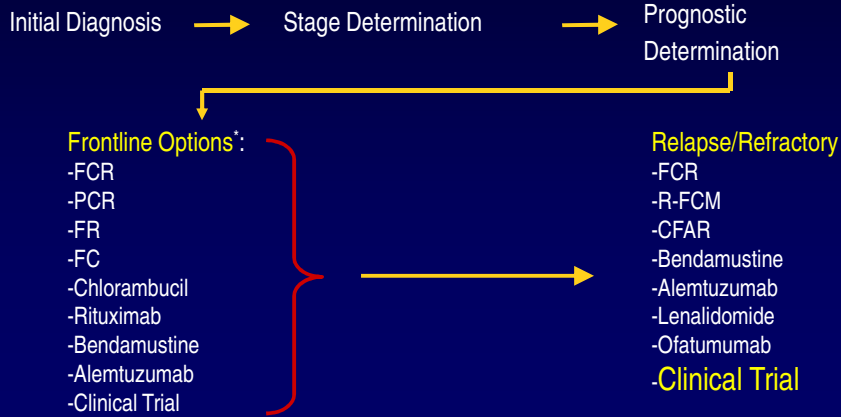 Initial Diagnosis
Stage Determination
Prognostic
Determination
Frontline Options*:
-FCR
-PCR
-FR
-FC
-Chlorambucil
-Rituximab
-Bendamustine
-Alemtuzumab
-Clinical Trial
Relapse/Refractory
-FCR
-R-FCM
-CFAR
-Bendamustine
-Alemtuzumab
-Lenalidomide
-Ofatumumab
-Clinical Trial